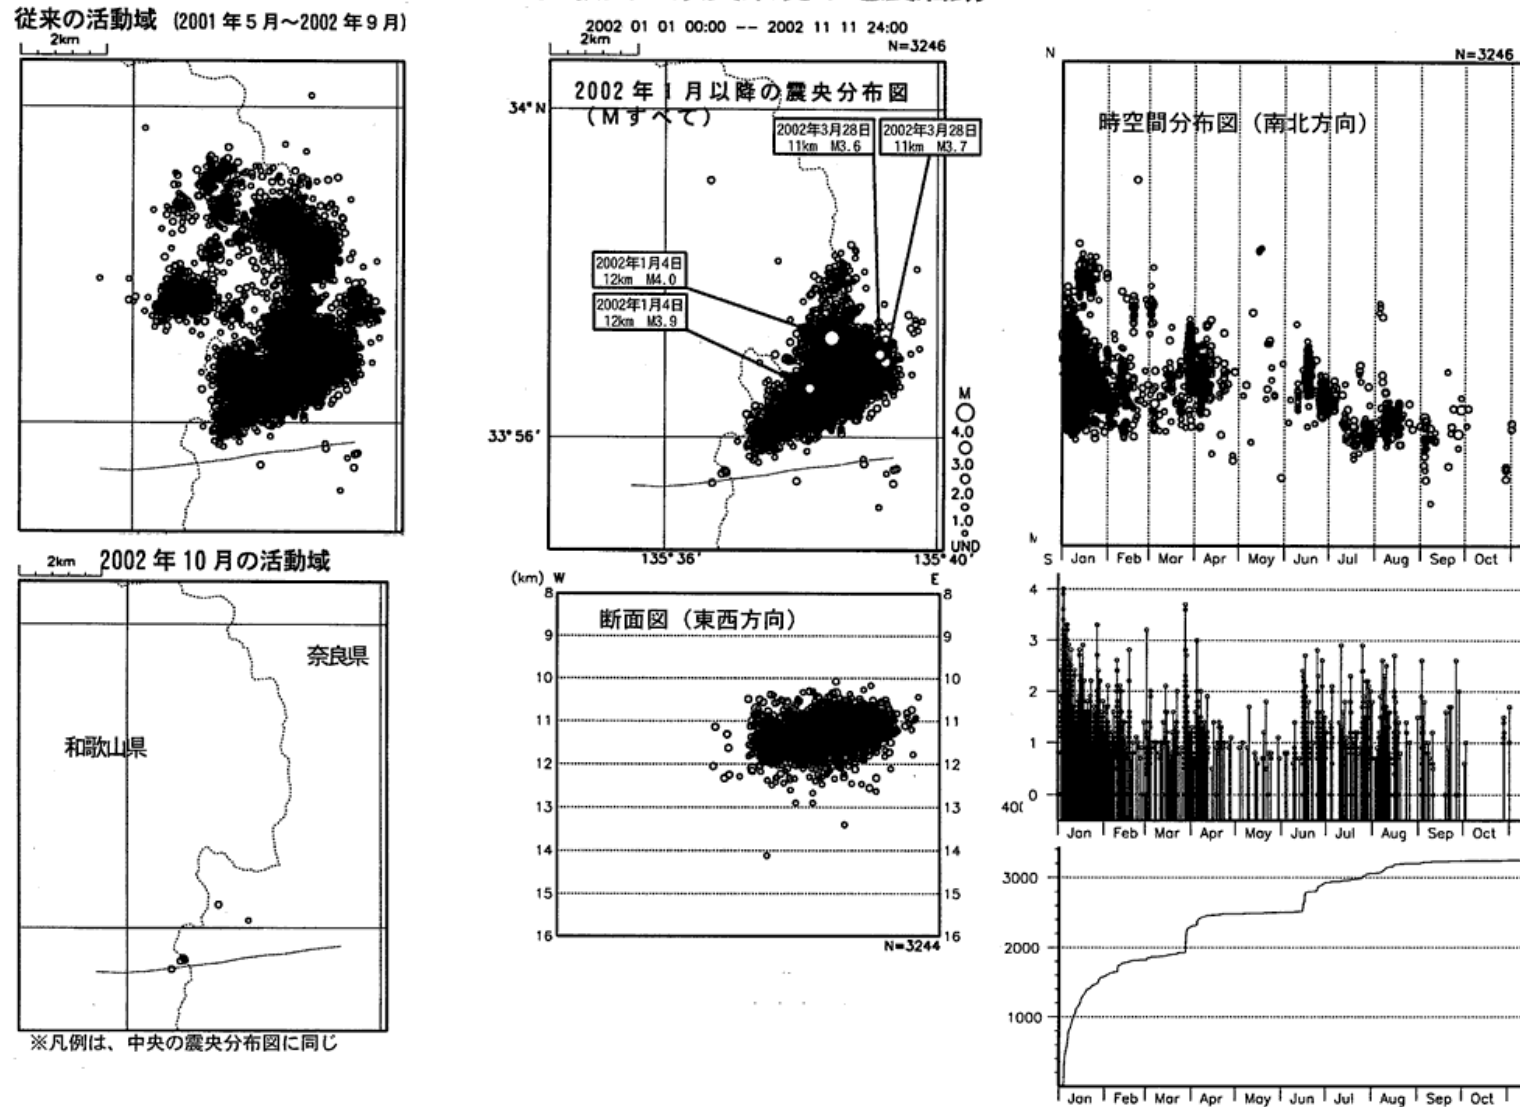 従来の活動域 (2001年5月〜2002年9月)
2km
2002 01 01 00:00 -- 2002 11 11 24:00
2km
N=3246
2002年1月以降の震央分布図
(Mすべて)
34°N
2002年3月28日
11km M3.6
2002年3月28日
11km M3.7
2002年1月4日
12km M4.0
2002年1月4日
12km M3.9
33°56′
135°36′
135°40′
M
4.0
3.0
2.0
1.0
UND
N
N=3246
時空間分布図 (南北方向)
S
Jan Feb Mar Apr May Jun Jul Aug Sep Oct
2km
2002年10月の活動域
奈良県
和歌山県
※凡例は、中央の震央分布図に同じ
(km) W
E
断面図 (東西方向)
8 8
9 9
10 10
11 11
12 12
13 13
14 14
15 15
16 16
N=3244
4
3
2
1
0
Jan Feb Mar Apr May Jun Jul Aug Sep Oct
3000
2000
1000
Jan Feb Mar Apr May Jun Jul Aug Sep Oct